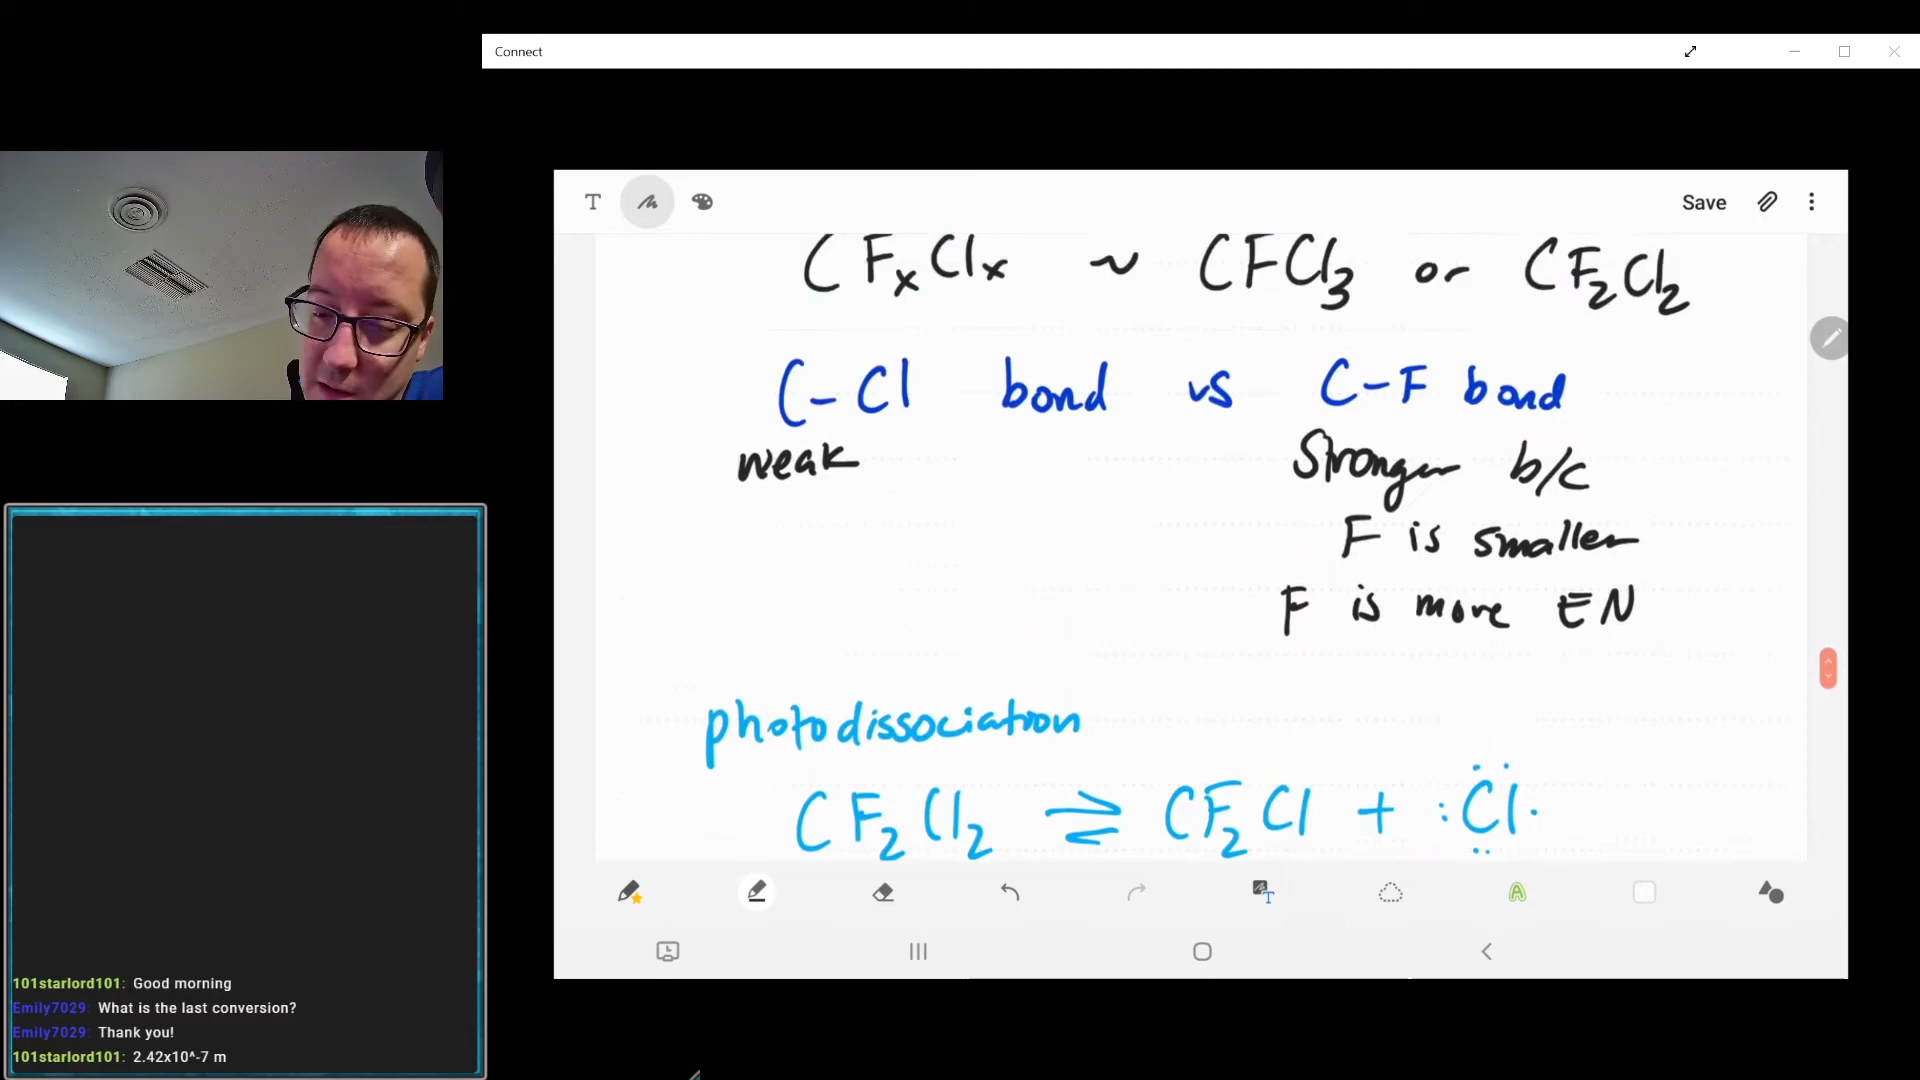 Connect
T
Save
CFxClx ~ CFCl3 or CF2Cl2
C-Cl bond vs C-F bond
weak
Stronger b/c
F is smaller
F is more EN
photodissociation
CF2Cl2 ⇌ CF2Cl + :Cl·
101starlord101: Good morning
Emily7029: What is the last conversion?
Emily7029: Thank you!
101starlord101: 2.42x10^-7 m